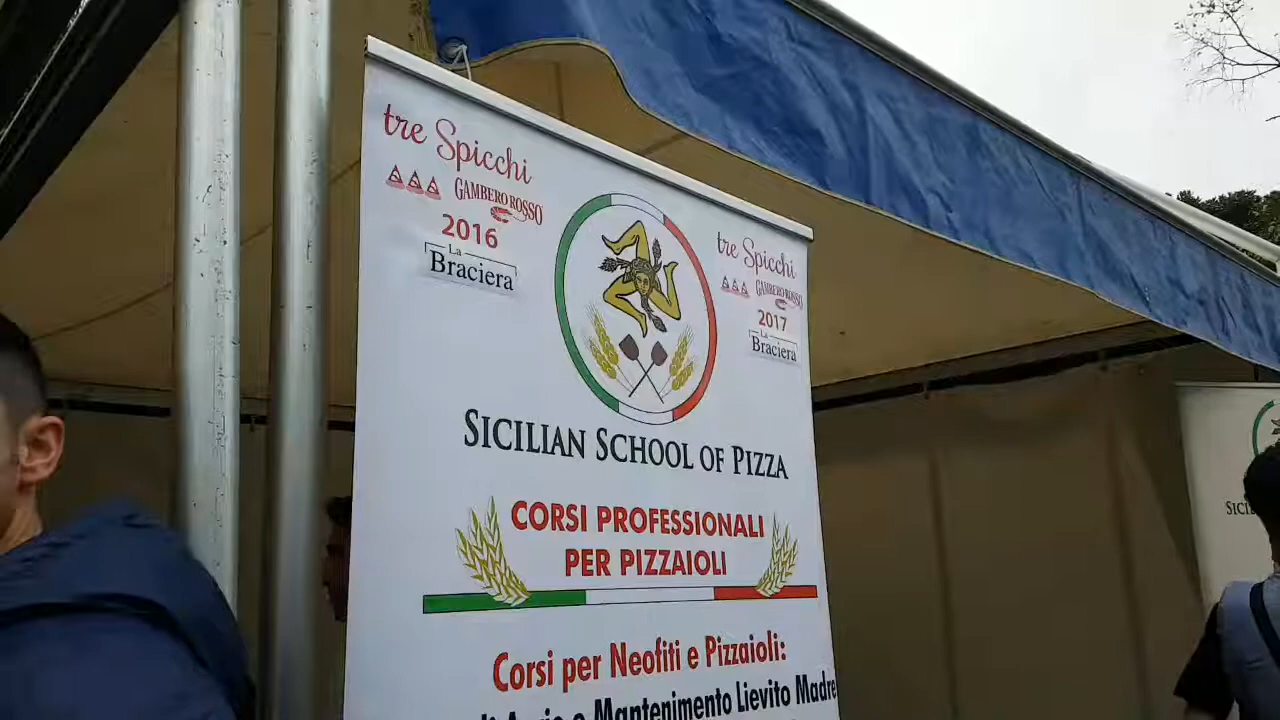 tre Spicchi
GAMBERO ROSSO
2016
La
Braciera
tre Spicchi
GAMBERO ROSSO
2017
La
Braciera
SICILIAN SCHOOL OF PIZZA
CORSI PROFESSIONALI
PER PIZZAIOLI
Corsi per Neofiti e Pizzaioli:
e Mantenimento Lievito Madre